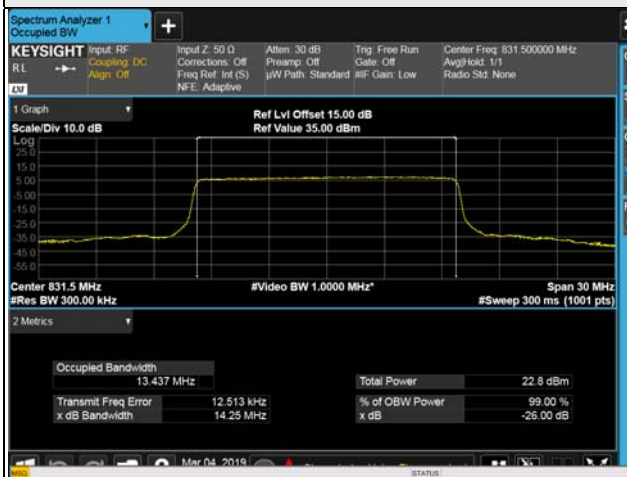 Spectrum Analyzer 1
Occupied BW
KEYSIGHT Input: RF Input Z: 50 Ω Atten: 30 dB Trig: Free Run Center Freq: 831.500000 MHz
RL Coupling: DC Corrections: Off Preamp: Off Gate: Off Avg|Hold: 1/1
Align: Off Freq Ref: Int (S) µW Path: Standard #IF Gain: Low Radio Std: None
NFE: Adaptive
LXI
1 Graph
Ref Lvl Offset 15.00 dB
Scale/Div 10.0 dB Ref Value 35.00 dBm
Log
25.0
15.0
5.00
-5.00
-15.0
-25.0
-35.0
-45.0
-55.0
Center 831.5 MHz #Video BW 1.0000 MHz* Span 30 MHz
#Res BW 300.00 kHz #Sweep 300 ms (1001 pts)
2 Metrics
Occupied Bandwidth
13.437 MHz Total Power 22.8 dBm
Transmit Freq Error 12.513 kHz % of OBW Power 99.00 %
x dB Bandwidth 14.25 MHz x dB -26.00 dB
Mar 04, 2019
MSG STATUS